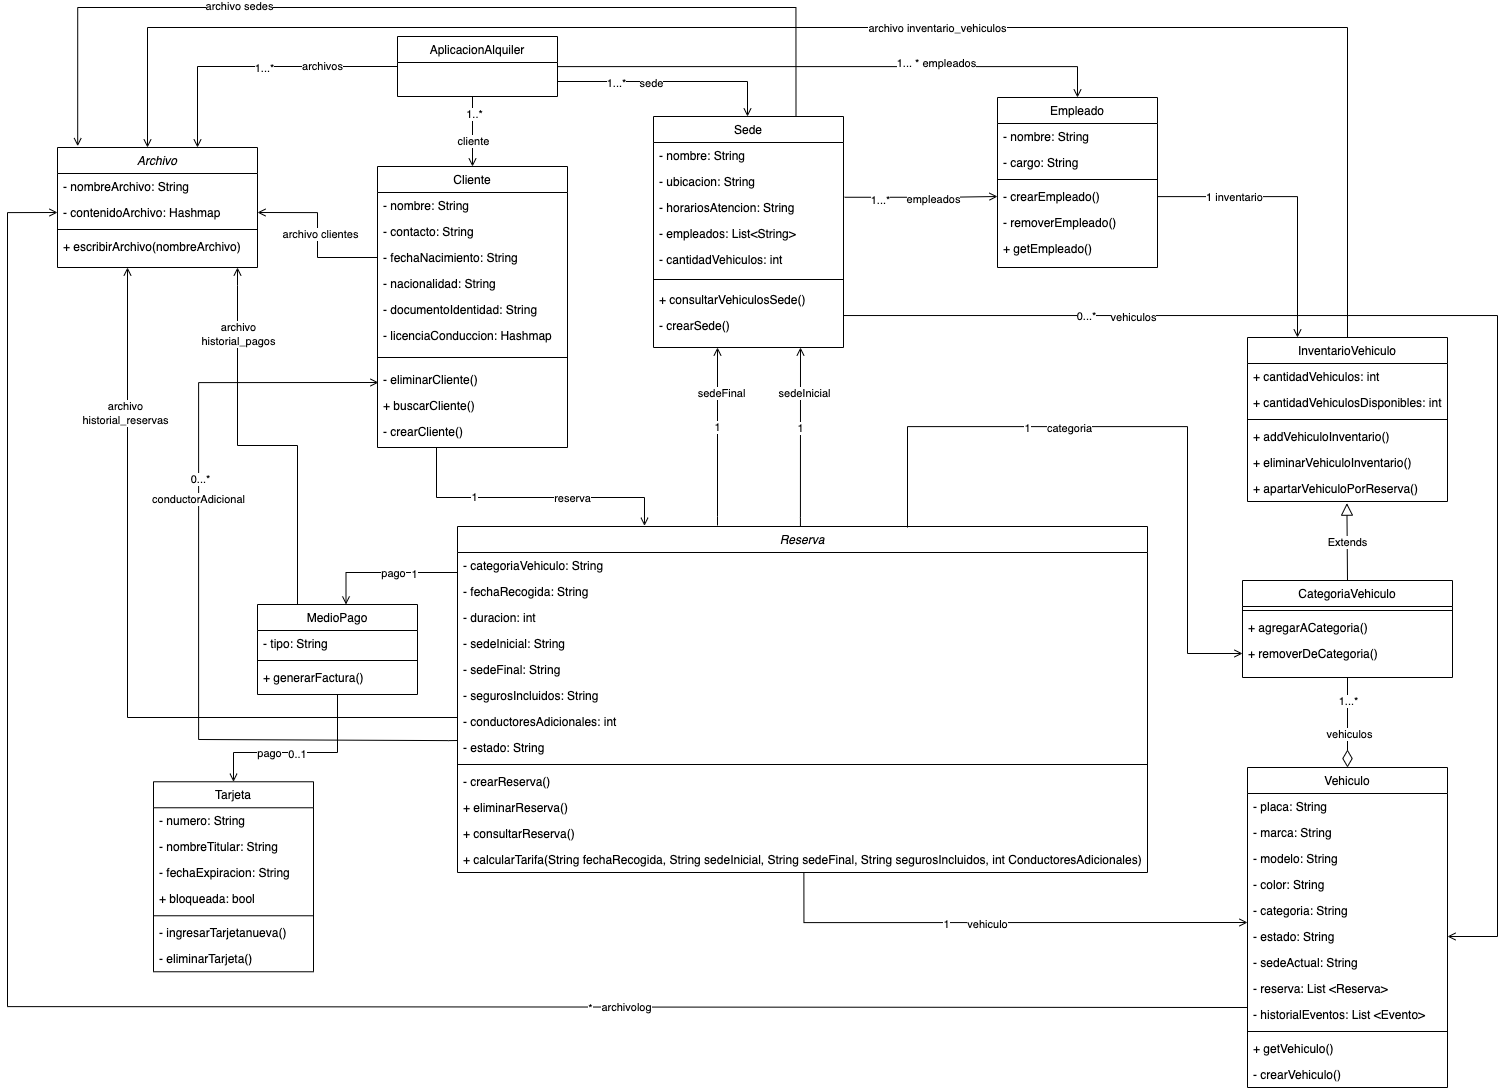 archivo sedes
archivo inventario_vehiculos
AplicacionAlquiler
1...*
archivos
1... * empleados
1...*
sede
1..*
cliente
Archivo
- nombreArchivo: String
- contenidoArchivo: Hashmap
+ escribirArchivo(nombreArchivo)
Cliente
- nombre: String
- contacto: String
- fechaNacimiento: String
- nacionalidad: String
- documentoIdentidad: String
- licenciaConduccion: Hashmap
- eliminarCliente()
+ buscarCliente()
- crearCliente()
archivo clientes
Sede
- nombre: String
- ubicacion: String
- horariosAtencion: String
- empleados: List<String>
- cantidadVehiculos: int
+ consultarVehiculosSede()
- crearSede()
1...*
empleados
Empleado
- nombre: String
- cargo: String
- crearEmpleado()
- removerEmpleado()
+ getEmpleado()
1 inventario
0...*
vehiculos
InventarioVehiculo
+ cantidadVehiculos: int
+ cantidadVehiculosDisponibles: int
+ addVehiculoInventario()
+ eliminarVehiculoInventario()
+ apartarVehiculoPorReserva()
archivo
historial_pagos
archivo
historial_reservas
0...*
conductorAdicional
sedeFinal
1
sedeInicial
1
1
categoria
1
reserva
Extends
CategoriaVehiculo
+ agregarACategoria()
+ removerDeCategoria()
1...*
vehiculos
Reserva
- categoriaVehiculo: String
- fechaRecogida: String
- duracion: int
- sedeInicial: String
- sedeFinal: String
- segurosIncluidos: String
- conductoresAdicionales: int
- estado: String
- crearReserva()
+ eliminarReserva()
+ consultarReserva()
+ calcularTarifa(String fechaRecogida, String sedeInicial, String sedeFinal, String segurosIncluidos, int ConductoresAdicionales)
pago
1
MedioPago
- tipo: String
+ generarFactura()
pago
0..1
Tarjeta
- numero: String
- nombreTitular: String
- fechaExpiracion: String
+ bloqueada: bool
- ingresarTarjetanueva()
- eliminarTarjeta()
1
vehiculo
Vehiculo
- placa: String
- marca: String
- modelo: String
- color: String
- categoria: String
- estado: String
- sedeActual: String
- reserva: List <Reserva>
- historialEventos: List <Evento>
+ getVehiculo()
- crearVehiculo()
*
archivolog